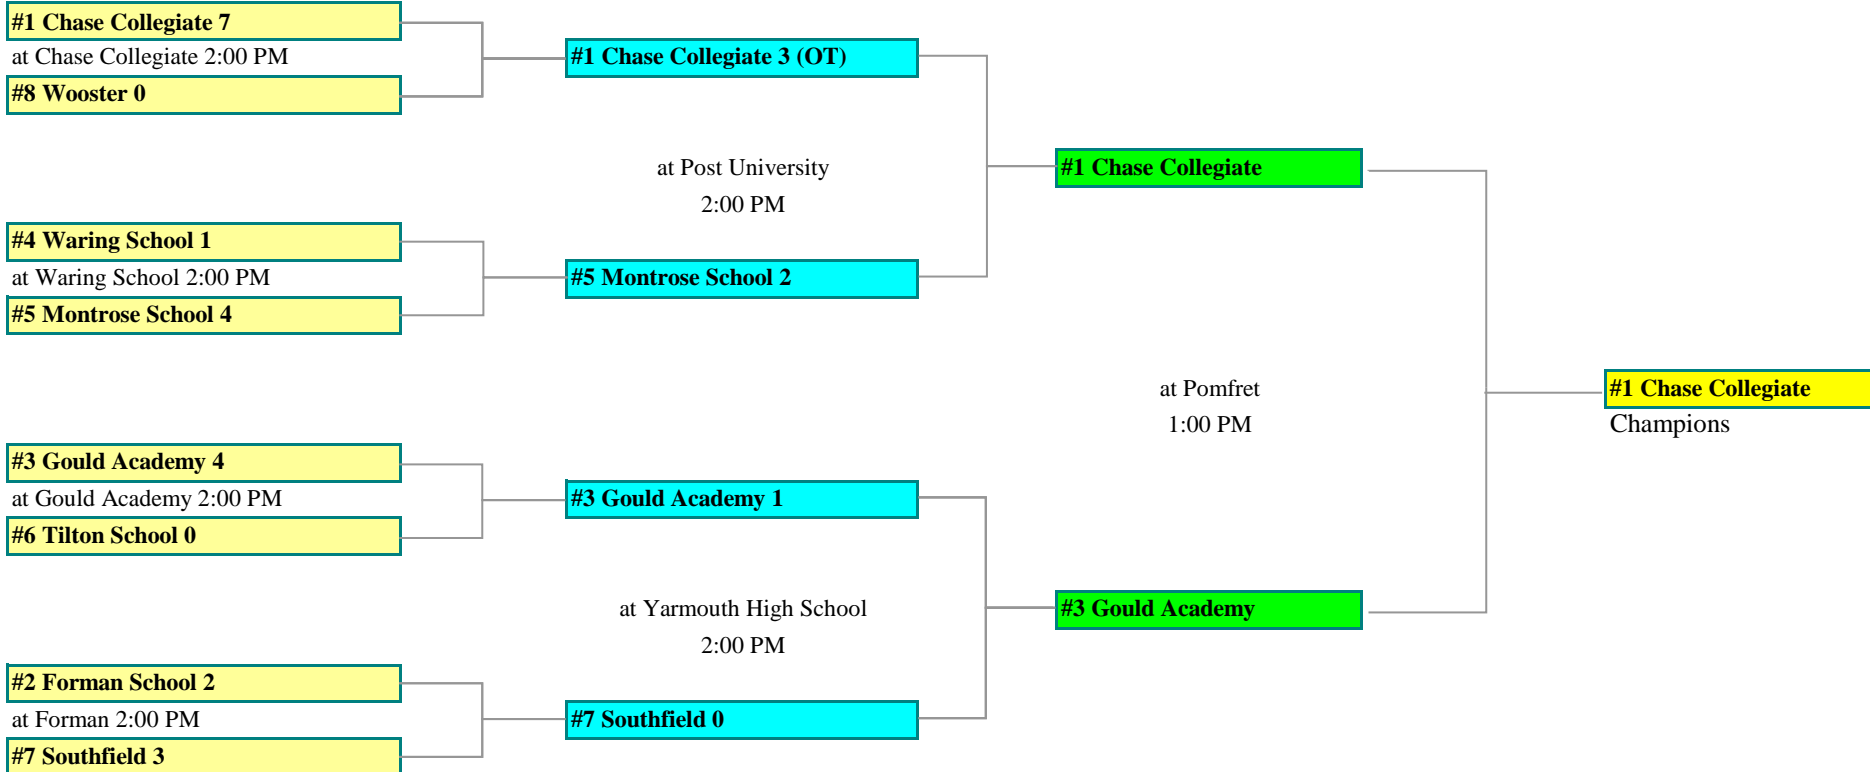 #1 Chase Collegiate 7
at Chase Collegiate 2:00 PM
#8 Wooster 0
#1 Chase Collegiate 3 (OT)
at Post University
2:00 PM
#4 Waring School 1
at Waring School 2:00 PM
#5 Montrose School 4
#5 Montrose School 2
#1 Chase Collegiate
#3 Gould Academy 4
at Gould Academy 2:00 PM
#6 Tilton School 0
#3 Gould Academy 1
at Yarmouth High School
2:00 PM
#2 Forman School 2
at Forman 2:00 PM
#7 Southfield 3
#7 Southfield 0
#3 Gould Academy
at Pomfret
1:00 PM
#1 Chase Collegiate
Champions